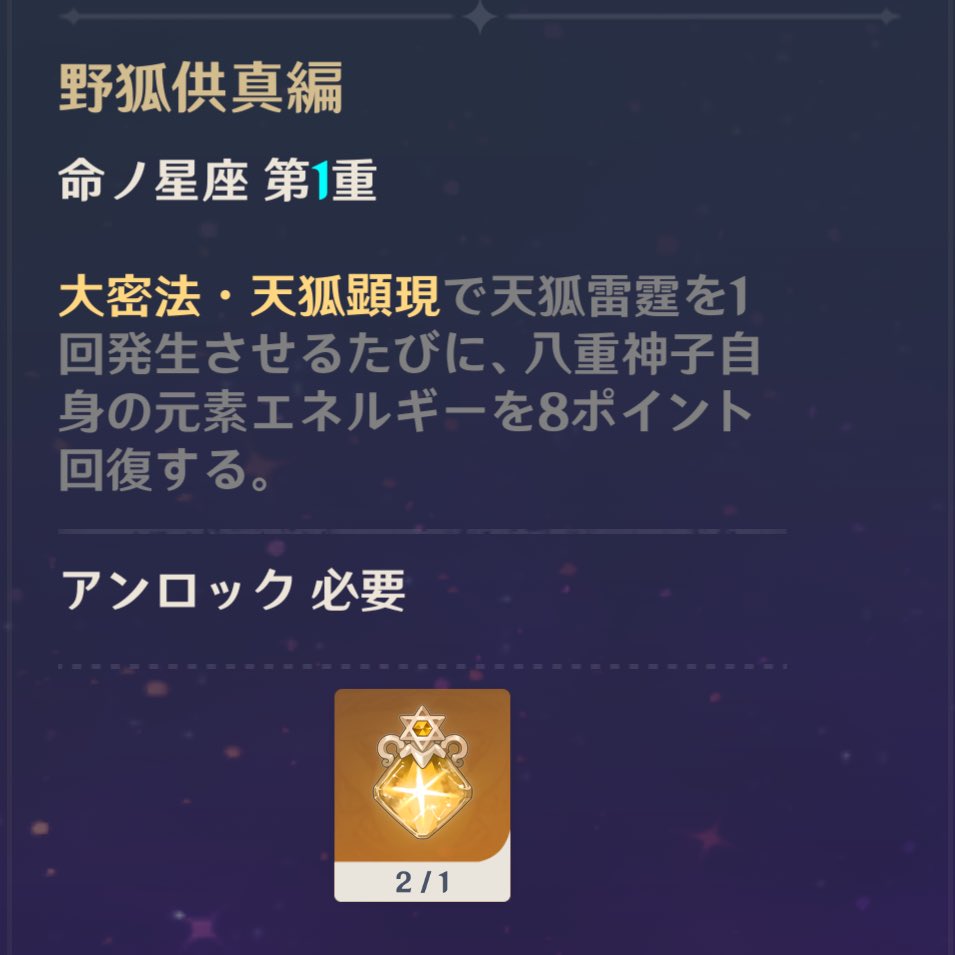 野狐供真編
命ノ星座 第1重
大密法・天狐顕現で天狐雷霆を1
回発生させるたびに、八重神子自
身の元素エネルギーを8ポイント
回復する。
アンロック 必要
2/1